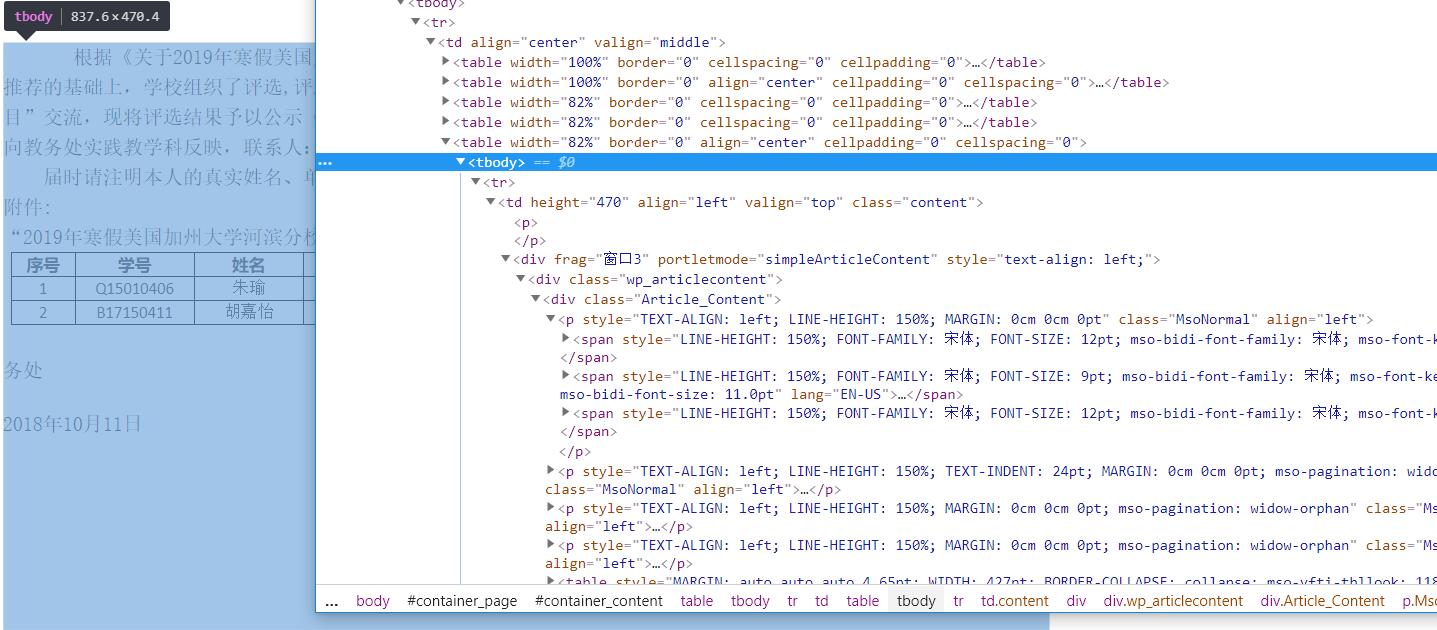 tbody 837.6×470.4
根据《关于2019年寒假美国
推荐的基础上，学校组织了评选,评
目”交流，现将评选结果予以公示
向教务处实践教学科反映，联系人:
届时请注明本人的真实姓名、单
附件:
“2019年寒假美国加州大学河滨分校
序号 学号 姓名
1 Q15010406 朱瑜
2 B17150411 胡嘉怡
务处
2018年10月11日
<tbody>
<tr>
<td align="center" valign="middle">
<table width="100%" border="0" cellspacing="0" cellpadding="0">…</table>
<table width="100%" border="0" align="center" cellspacing="0" cellpadding="0">…</table>
<table width="82%" border="0" cellspacing="0" cellpadding="0">…</table>
<table width="82%" border="0" cellspacing="0" cellpadding="0">…</table>
<table width="82%" border="0" align="center" cellpadding="0" cellspacing="0">
… <tbody> == $0
<tr>
<td height="470" align="left" valign="top" class="content">
<p>
</p>
<div frag="窗口3" portletmode="simpleArticleContent" style="text-align: left;">
<div class="wp_articlecontent">
<div class="Article_Content">
<p style="TEXT-ALIGN: left; LINE-HEIGHT: 150%; MARGIN: 0cm 0cm 0pt" class="MsoNormal" align="left">
<span style="LINE-HEIGHT: 150%; FONT-FAMILY: 宋体; FONT-SIZE: 12pt; mso-bidi-font-family: 宋体; mso-font-k
</span>
<span style="LINE-HEIGHT: 150%; FONT-FAMILY: 宋体; FONT-SIZE: 9pt; mso-bidi-font-family: 宋体; mso-font-ke
mso-bidi-font-size: 11.0pt" lang="EN-US">…</span>
<span style="LINE-HEIGHT: 150%; FONT-FAMILY: 宋体; FONT-SIZE: 12pt; mso-bidi-font-family: 宋体; mso-font-k
</span>
</p>
<p style="TEXT-ALIGN: left; LINE-HEIGHT: 150%; TEXT-INDENT: 24pt; MARGIN: 0cm 0cm 0pt; mso-pagination: wido
class="MsoNormal" align="left">…</p>
<p style="TEXT-ALIGN: left; LINE-HEIGHT: 150%; MARGIN: 0cm 0cm 0pt; mso-pagination: widow-orphan" class="Ms
align="left">…</p>
<p style="TEXT-ALIGN: left; LINE-HEIGHT: 150%; MARGIN: 0cm 0cm 0pt; mso-pagination: widow-orphan" class="Ms
align="left">…</p>
<table style="MARGIN: auto auto auto 4.65pt; WIDTH: 427pt; BORDER-COLLAPSE: collapse; mso-yfti-tbllook: 118
… body #container_page #container_content table tbody tr td table tbody tr td.content div div.wp_articlecontent div.Article_Content p.Mso